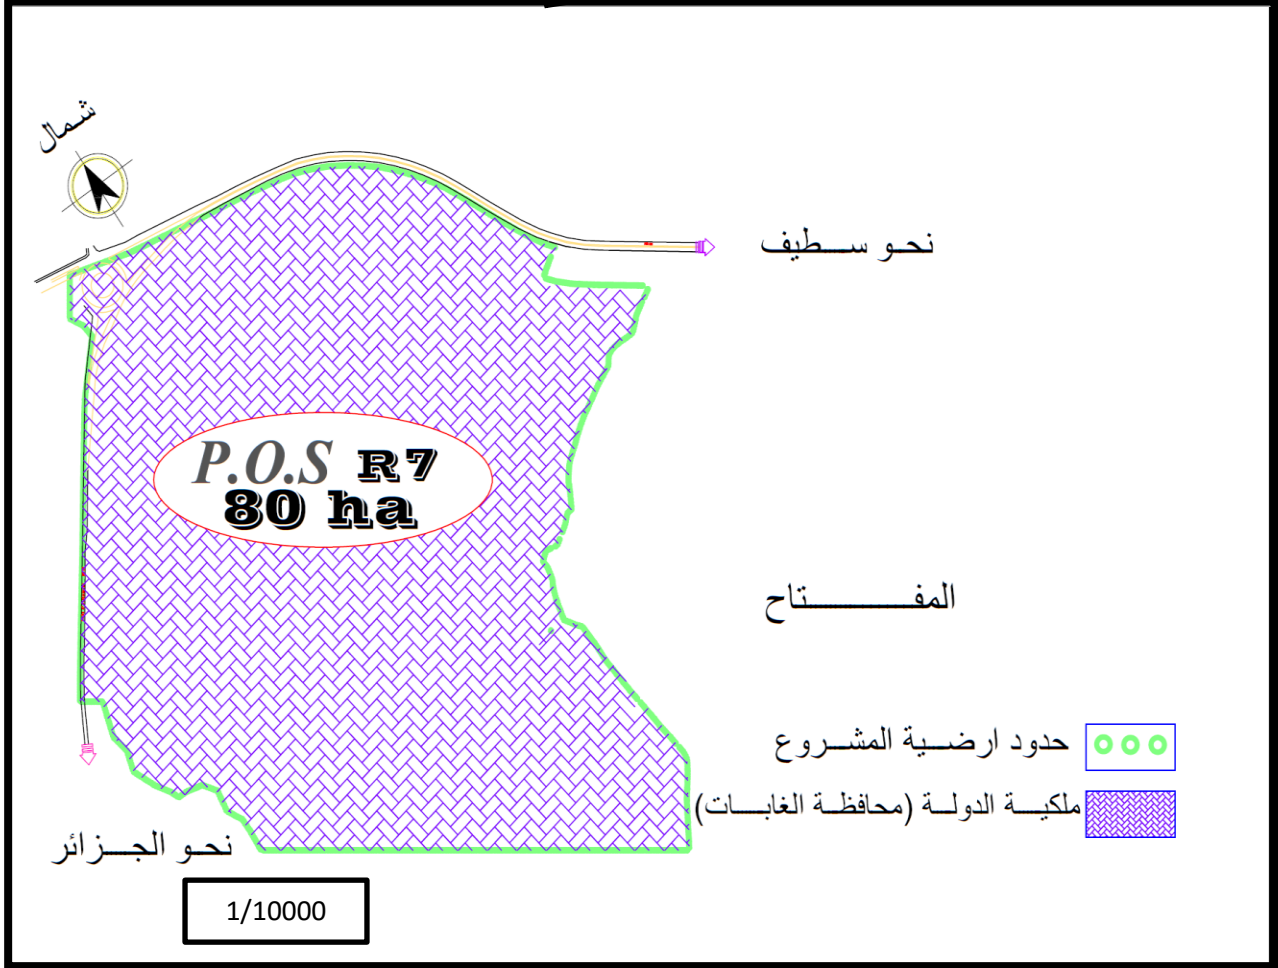 شمال
نحو سطيف
P.O.S R7
80 ha
المفتاح
حدود ارضية المشروع
ملكية الدولة (محافظة الغابات)
نحو الجزائر
1/10000